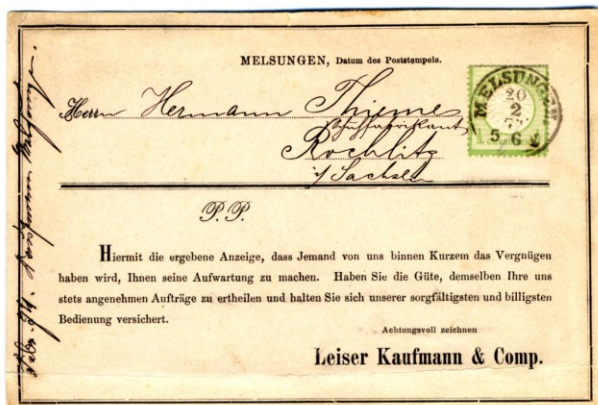 MELSUNGEN, Datum des Poststempels.
Herrn Hermann Thieme
Schuhfabrikant
Rochlitz
i/Sachsen
MELSUNGEN
20
2
5-6
P. P.
Hiermit die ergebene Anzeige, dass Jemand von uns binnen Kurzem das Vergnügen
haben wird, Ihnen seine Aufwartung zu machen. Haben Sie die Güte, demselben Ihre uns
stets angenehmen Aufträge zu ertheilen und halten Sie sich unserer sorgfältigsten und billigsten
Bedienung versichert.
Achtungsvoll zeichnen
Leiser Kaufmann & Comp.